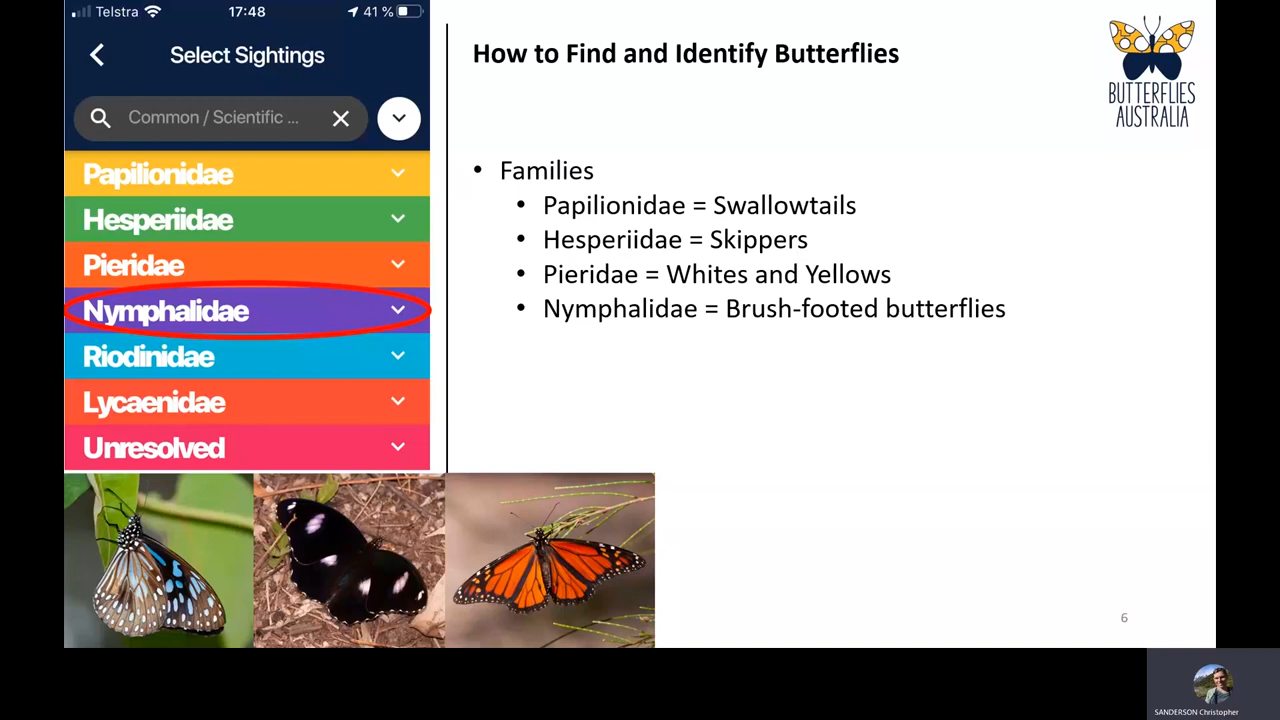 Telstra 17:48 41 %
Select Sightings
Common / Scientific ...
Papilionidae
Hesperiidae
Pieridae
Nymphalidae
Riodinidae
Lycaenidae
Unresolved
How to Find and Identify Butterflies
BUTTERFLIES
AUSTRALIA
• Families
• Papilionidae = Swallowtails
• Hesperiidae = Skippers
• Pieridae = Whites and Yellows
• Nymphalidae = Brush-footed butterflies
6
SANDERSON Christopher